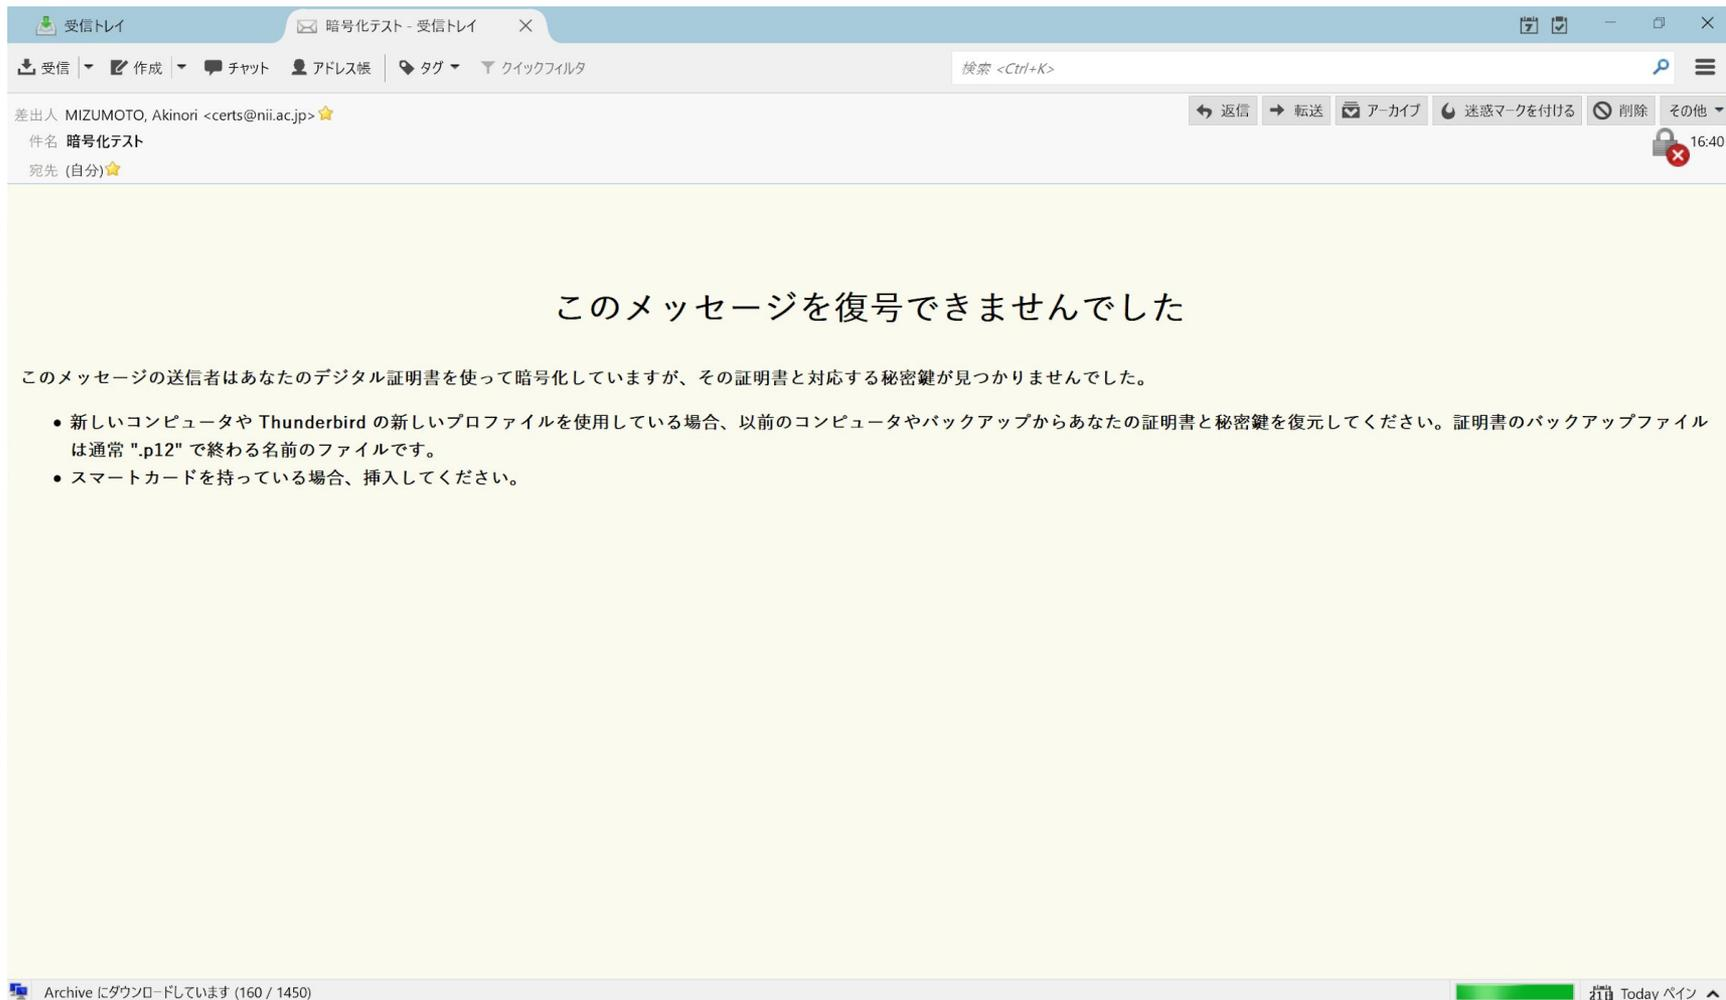 受信トレイ
暗号化テスト - 受信トレイ
受信
作成
チャット
アドレス帳
タグ
クイックフィルタ
検索 <Ctrl+K>
差出人 MIZUMOTO, Akinori <certs@nii.ac.jp>
返信
転送
アーカイブ
迷惑マークを付ける
削除
その他
件名 暗号化テスト
16:40
宛先 (自分)
このメッセージを復号できませんでした
このメッセージの送信者はあなたのデジタル証明書を使って暗号化していますが、その証明書と対応する秘密鍵が見つかりませんでした。
• 新しいコンピュータや Thunderbird の新しいプロファイルを使用している場合、以前のコンピュータやバックアップからあなたの証明書と秘密鍵を復元してください。証明書のバックアップファイル
は通常 ".p12" で終わる名前のファイルです。
• スマートカードを持っている場合、挿入してください。
Archive にダウンロードしています (160 / 1450)
Today ペイン